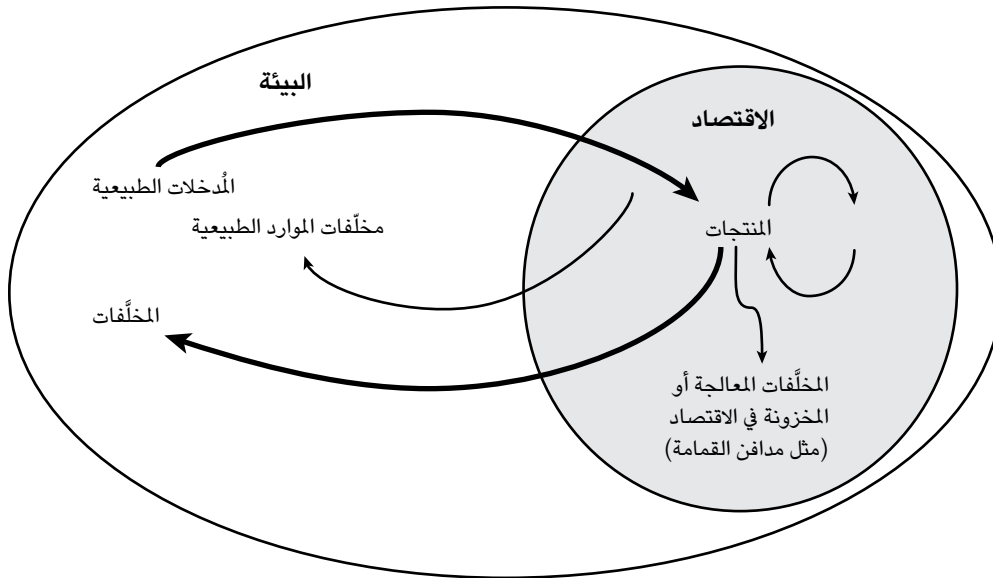 البيئة
الاقتصاد
المُدخلات الطبيعية
مخلّفات الموارد الطبيعية
المنتجات
المخلَّفات
المخلَّفات المعالجة أو
المخزونة في الاقتصاد
(مثل مدافن القمامة)